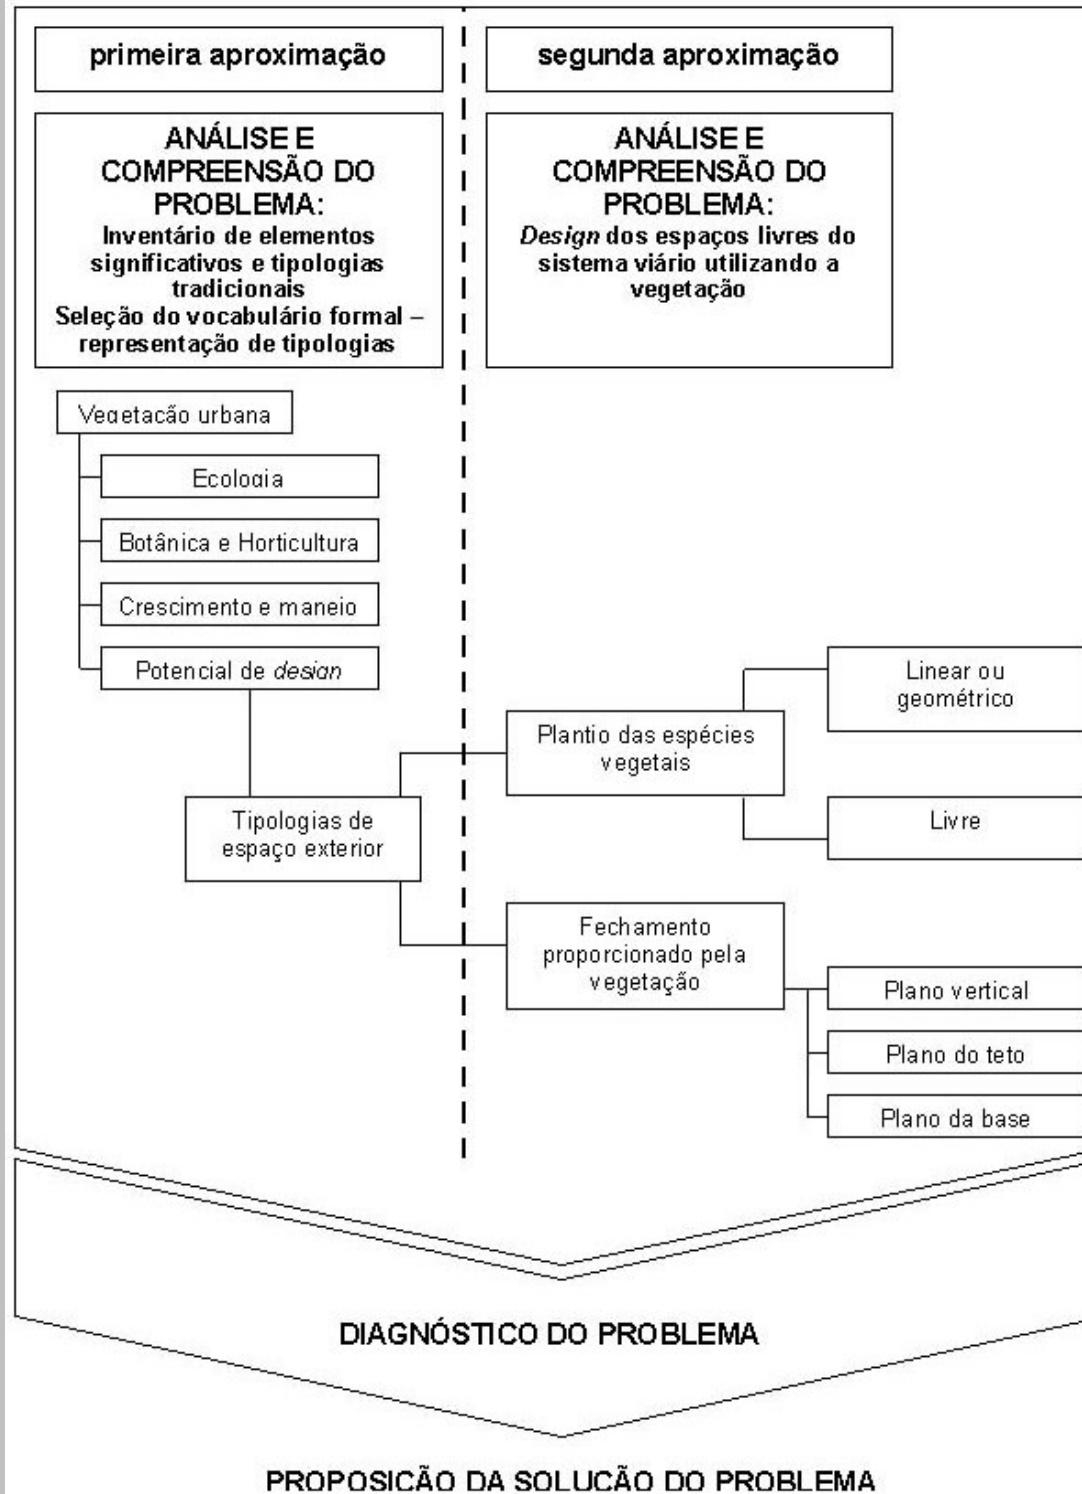 primeira aproximação
ANÁLISE E
COMPREENSÃO DO
PROBLEMA:
Inventário de elementos
significativos e tipologias
tradicionais
Seleção do vocabulário formal –
representação de tipologias
segunda aproximação
ANÁLISE E
COMPREENSÃO DO
PROBLEMA:
Design dos espaços livres do
sistema viário utilizando a
vegetação
Vegetação urbana
Ecologia
Botânica e Horticultura
Crescimento e manejo
Potencial de design
Tipologias de
espaço exterior
Plantio das espécies
vegetais
Linear ou
geométrico
Livre
Fechamento
proporcionado pela
vegetação
Plano vertical
Plano do teto
Plano da base
DIAGNÓSTICO DO PROBLEMA
PROPOSIÇÃO DA SOLUÇÃO DO PROBLEMA